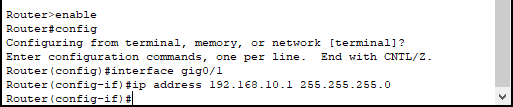 Router>enable
Router#config
Configuring from terminal, memory, or network [terminal]?
Enter configuration commands, one per line.  End with CNTL/Z.
Router(config)#interface gig0/1
Router(config-if)#ip address 192.168.10.1 255.255.255.0
Router(config-if)#